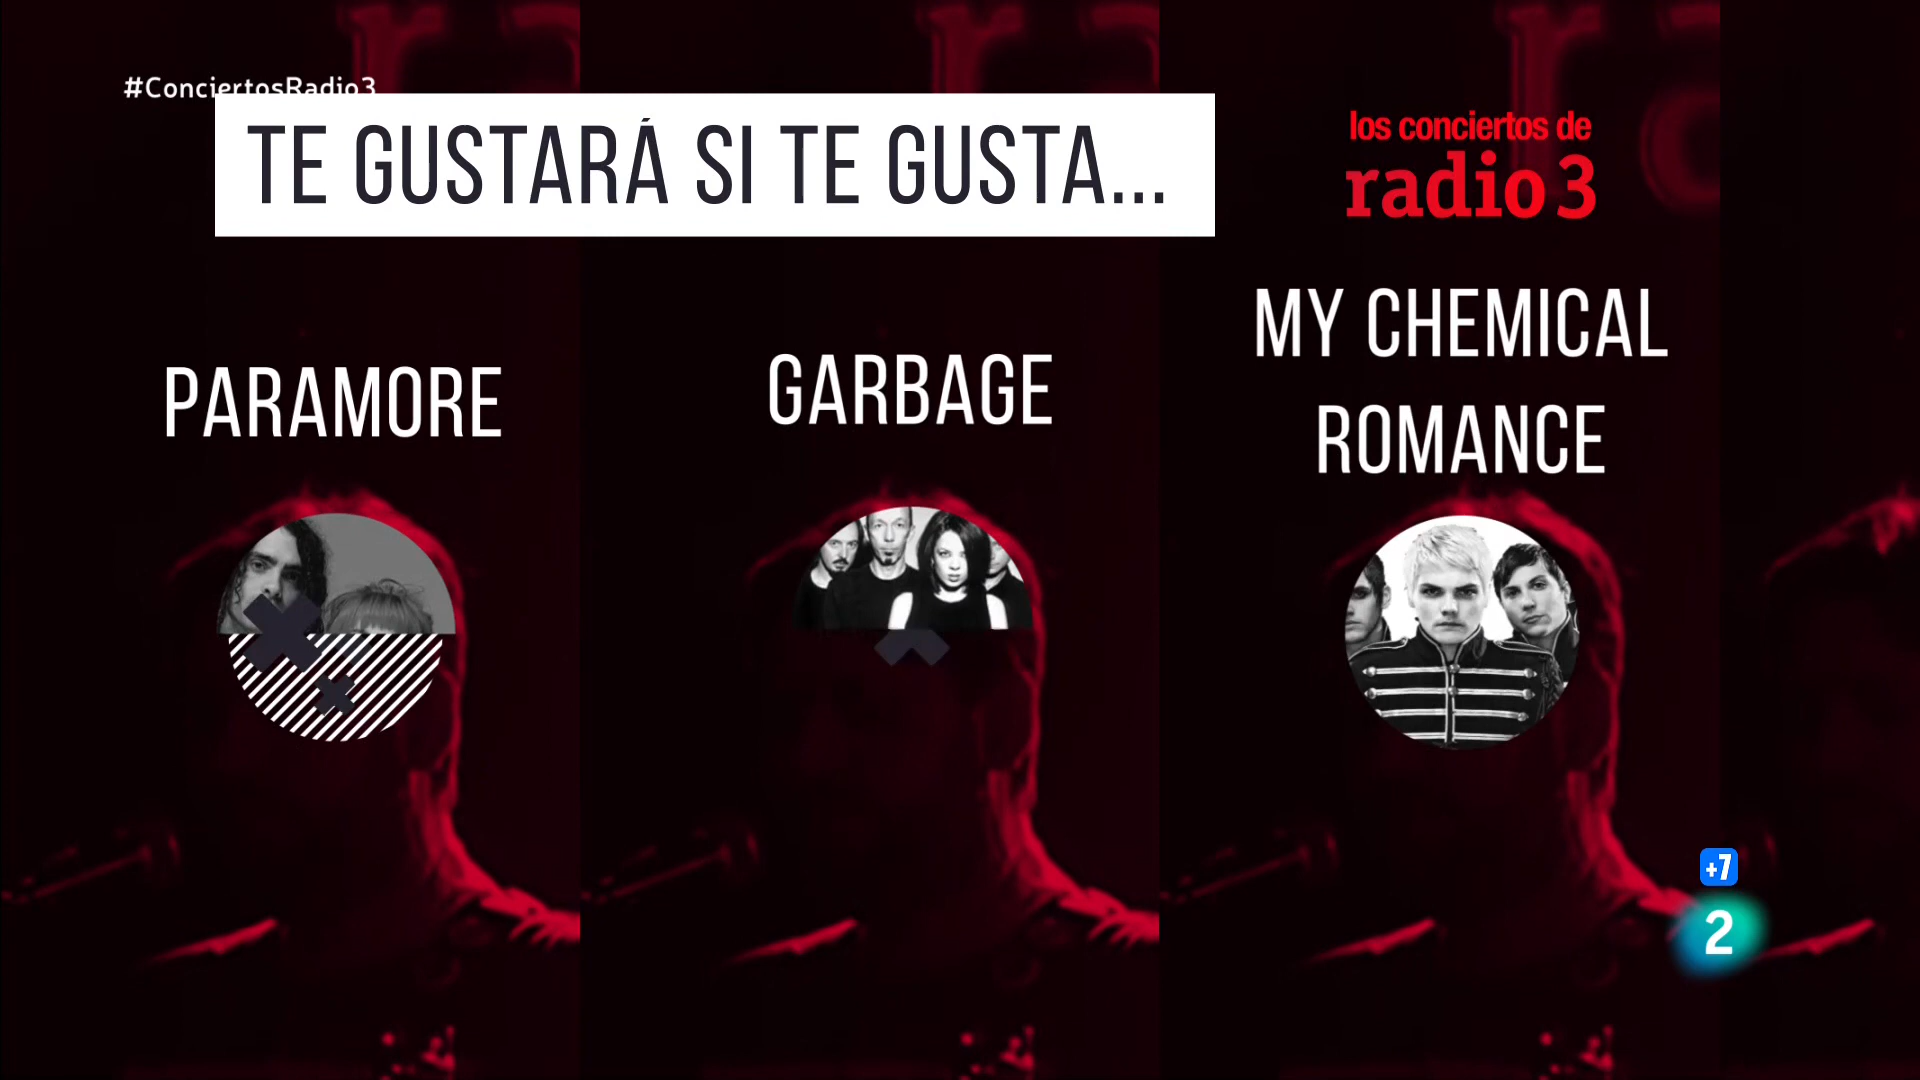 #ConciertosRadio3
TE GUSTARÁ SI TE GUSTA...
los conciertos de
radio 3
PARAMORE
GARBAGE
MY CHEMICAL
ROMANCE
+7
2